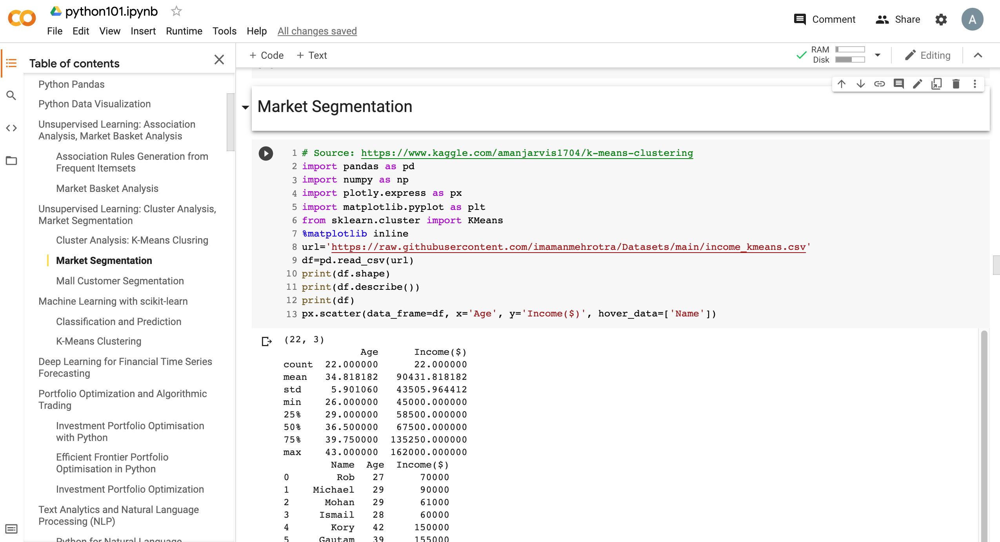 python101.ipynb
File Edit View Insert Runtime Tools Help All changes saved
Comment Share A
Table of contents
Python Pandas
Python Data Visualization
Unsupervised Learning: Association
Analysis, Market Basket Analysis
Association Rules Generation from
Frequent Itemsets
Market Basket Analysis
Unsupervised Learning: Cluster Analysis,
Market Segmentation
Cluster Analysis: K-Means Clusring
Market Segmentation
Mall Customer Segmentation
Machine Learning with scikit-learn
Classification and Prediction
K-Means Clustering
Deep Learning for Financial Time Series
Forecasting
Portfolio Optimization and Algorithmic
Trading
Investment Portfolio Optimisation
with Python
Efficient Frontier Portfolio
Optimisation in Python
Investment Portfolio Optimization
Text Analytics and Natural Language
Processing (NLP)
Python for Natural Language
+ Code + Text
RAM
Disk
Editing
Market Segmentation
1 # Source: https://www.kaggle.com/amanjarvis1704/k-means-clustering
2 import pandas as pd
3 import numpy as np
4 import plotly.express as px
5 import matplotlib.pyplot as plt
6 from sklearn.cluster import KMeans
7 %matplotlib inline
8 url='https://raw.githubusercontent.com/imamanmehrotra/Datasets/main/income_kmeans.csv'
9 df=pd.read_csv(url)
10 print(df.shape)
11 print(df.describe())
12 print(df)
13 px.scatter(data_frame=df, x='Age', y='Income($)', hover_data=['Name'])
(22, 3)
Age Income($)
count 22.000000 22.000000
mean 34.818182 90431.818182
std 5.901060 43505.964412
min 26.000000 45000.000000
25% 29.000000 58500.000000
50% 36.500000 67500.000000
75% 39.750000 135250.000000
max 43.000000 162000.000000
Name Age Income($)
0 Rob 27 70000
1 Michael 29 90000
2 Mohan 29 61000
3 Ismail 28 60000
4 Kory 42 150000
5 Gautam 39 155000